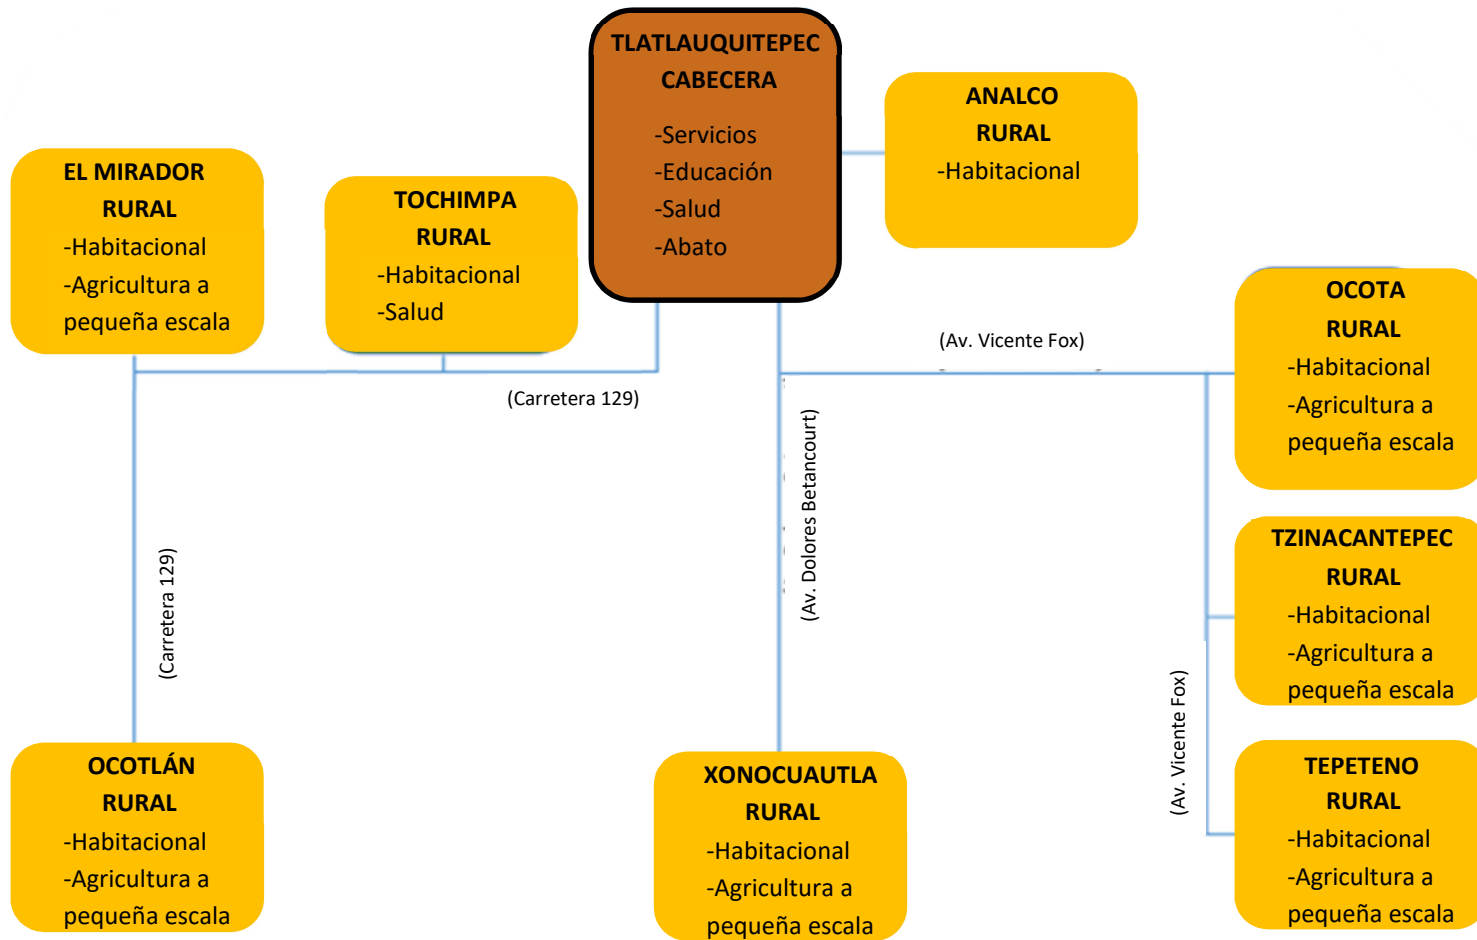 TLATLAUQUITEPEC
CABECERA
-Servicios
-Educación
-Salud
-Abato
ANALCO
RURAL
-Habitacional
EL MIRADOR
RURAL
-Habitacional
-Agricultura a
pequeña escala
TOCHIMPA
RURAL
-Habitacional
-Salud
OCOTA
RURAL
-Habitacional
-Agricultura a
pequeña escala
(Av. Vicente Fox)
(Carretera 129)
(Av. Dolores Betancourt)
(Carretera 129)
TZINACANTEPEC
RURAL
-Habitacional
-Agricultura a
pequeña escala
(Av. Vicente Fox)
OCOTLÁN
RURAL
-Habitacional
-Agricultura a
pequeña escala
XONOCUAUTLA
RURAL
-Habitacional
-Agricultura a
pequeña escala
TEPETENO
RURAL
-Habitacional
-Agricultura a
pequeña escala